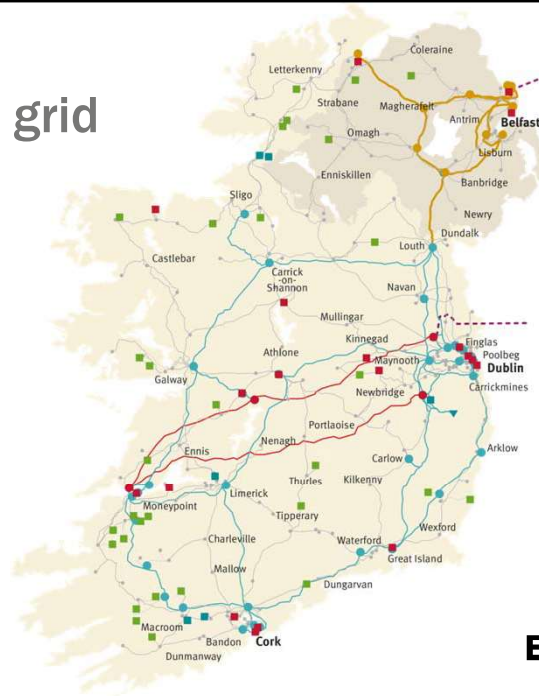 grid
Coleraine
Letterkenny
Strabane
Magherafelt
Antrim
Belfast
Omagh
Lisburn
Enniskillen
Banbridge
Sligo
Newry
Dundalk
Louth
Castlebar
Carrick
-on-
Shannon
Navan
Mullingar
Kinnegad
Finglas
Athlone
Maynooth
Poolbeg
Dublin
Galway
Newbridge
Carrickmines
Portlaoise
Nenagh
Ennis
Arklow
Carlow
Thurles
Kilkenny
Limerick
Moneypoint
Tipperary
Wexford
Charleville
Waterford
Great Island
Mallow
Dungarvan
Macroom
Bandon
Cork
Dunmanway
E